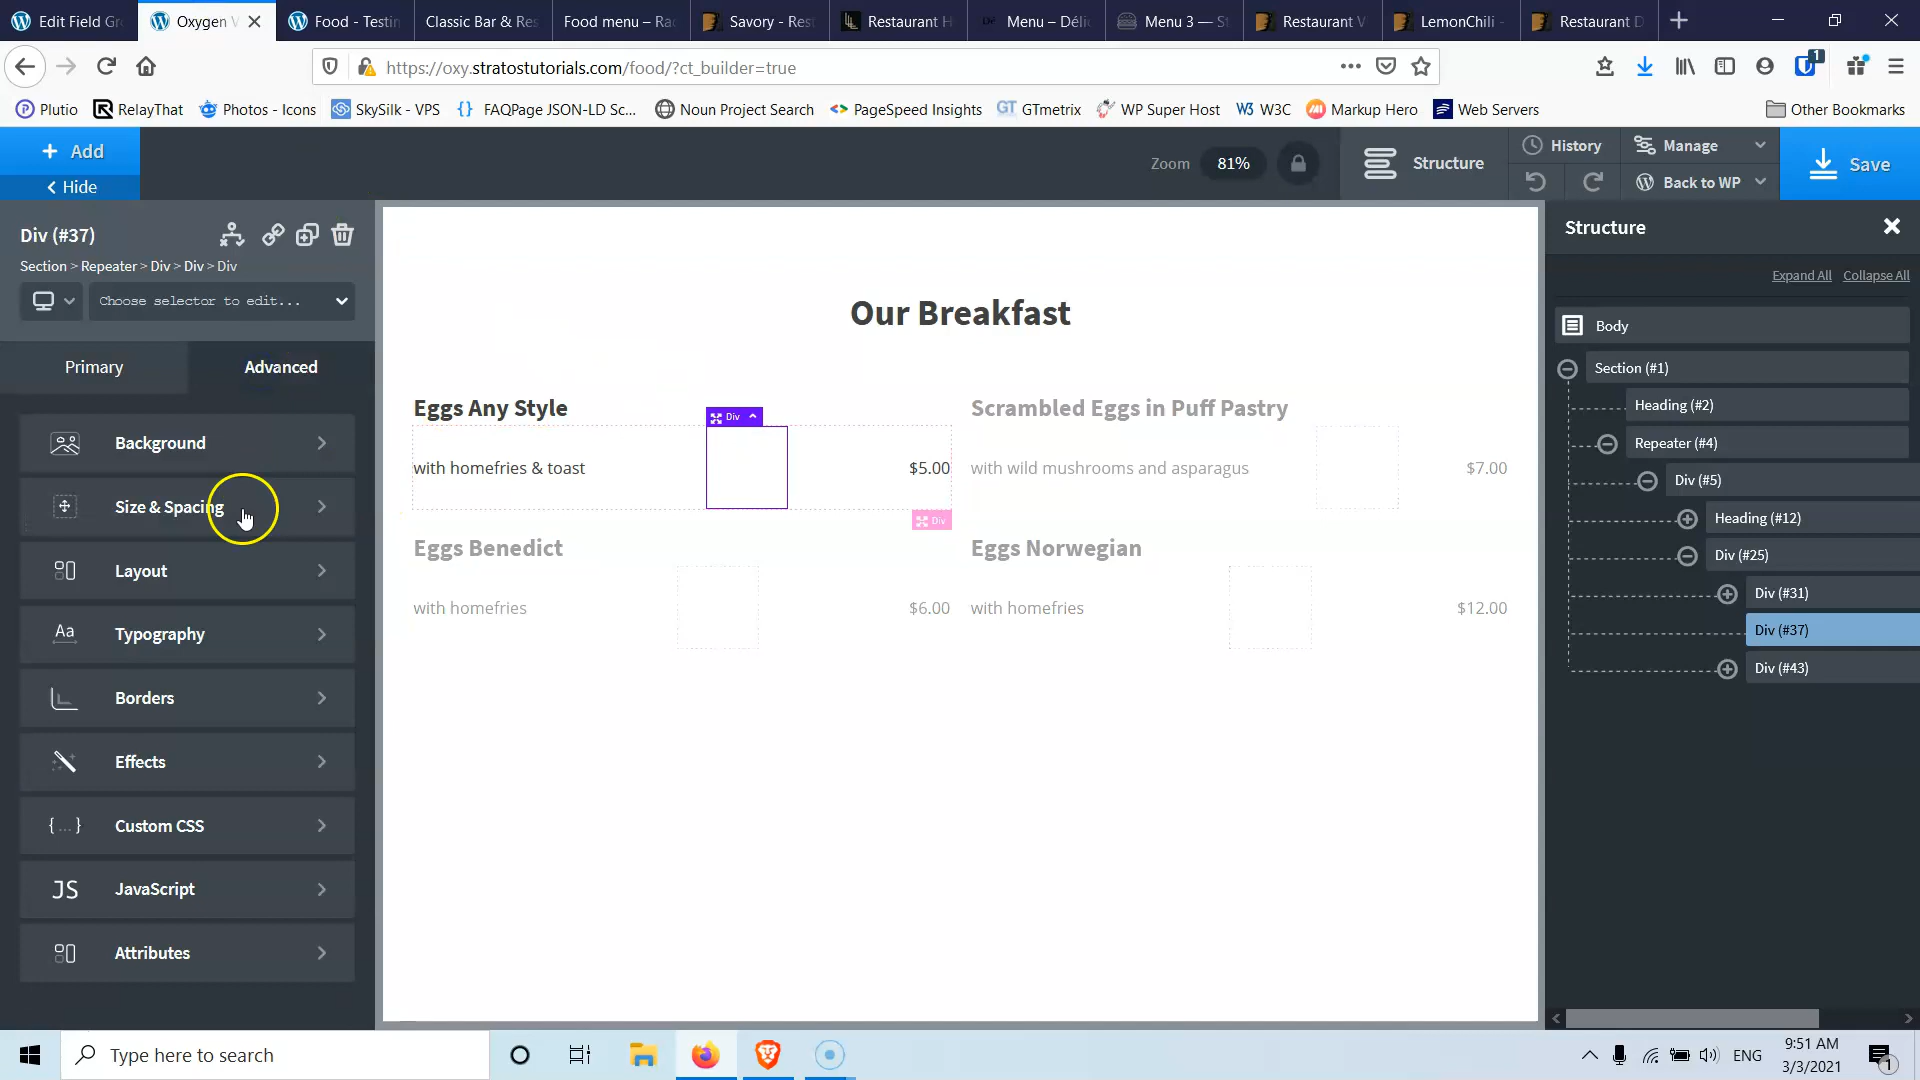 Edit Field Gr
Oxygen V
Food - Testin
Classic Bar & Res
Food menu – Ra
Savory - Rest
Restaurant H
DF Menu – Délic
Menu 3 — St
Restaurant V
LemonChili -
Restaurant D
https://oxy.stratostutorials.com/food/?ct_builder=true
1
Plutio
RelayThat
Photos - Icons
SkySilk - VPS
{} FAQPage JSON-LD Sc...
Noun Project Search
PageSpeed Insights
GT GTmetrix
WP Super Host
W3 W3C
Markup Hero
Web Servers
Other Bookmarks
+ Add
< Hide
Zoom 81%
Structure
History
Manage
Back to WP
Save
Div (#37)
Section > Repeater > Div > Div > Div
Choose selector to edit...
Primary
Advanced
Background
Size & Spacing
Layout
Aa Typography
Borders
Effects
{...} Custom CSS
JS JavaScript
Attributes
Our Breakfast
Eggs Any Style
Div
with homefries & toast
$5.00
Div
Scrambled Eggs in Puff Pastry
with wild mushrooms and asparagus
$7.00
Eggs Benedict
with homefries
$6.00
Eggs Norwegian
with homefries
$12.00
Structure
Expand All Collapse All
Body
Section (#1)
Heading (#2)
Repeater (#4)
Div (#5)
Heading (#12)
Div (#25)
Div (#31)
Div (#37)
Div (#43)
Type here to search
ENG
9:51 AM
3/3/2021
1